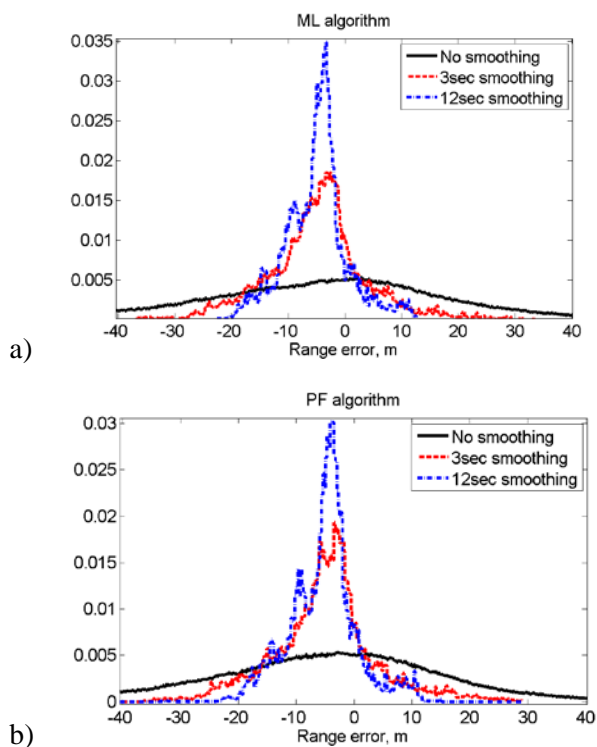 ML algorithm
0.035
0.03
0.025
0.02
0.015
0.01
0.005
No smoothing
3sec smoothing
12sec smoothing
-40 -30 -20 -10 0 10 20 30 40
Range error, m
a)
PF algorithm
0.03
0.025
0.02
0.015
0.01
0.005
0
No smoothing
3sec smoothing
12sec smoothing
-40 -30 -20 -10 0 10 20 30 40
Range error, m
b)